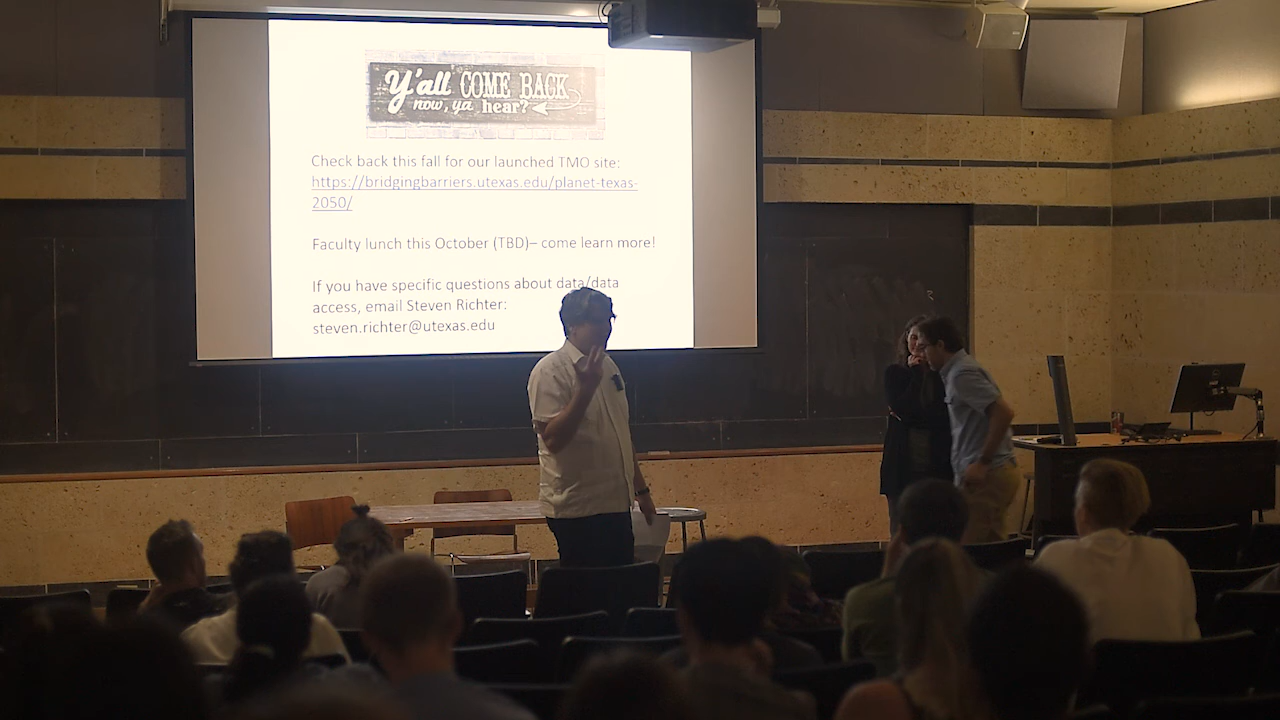 Y'all COME BACK
now, ya hear?
Check back this fall for our launched TMO site:
https://bridgingbarriers.utexas.edu/planet-texas-
2050/
Faculty lunch this October (TBD)– come learn more!
If you have specific questions about data/data
access, email Steven Richter:
steven.richter@utexas.edu